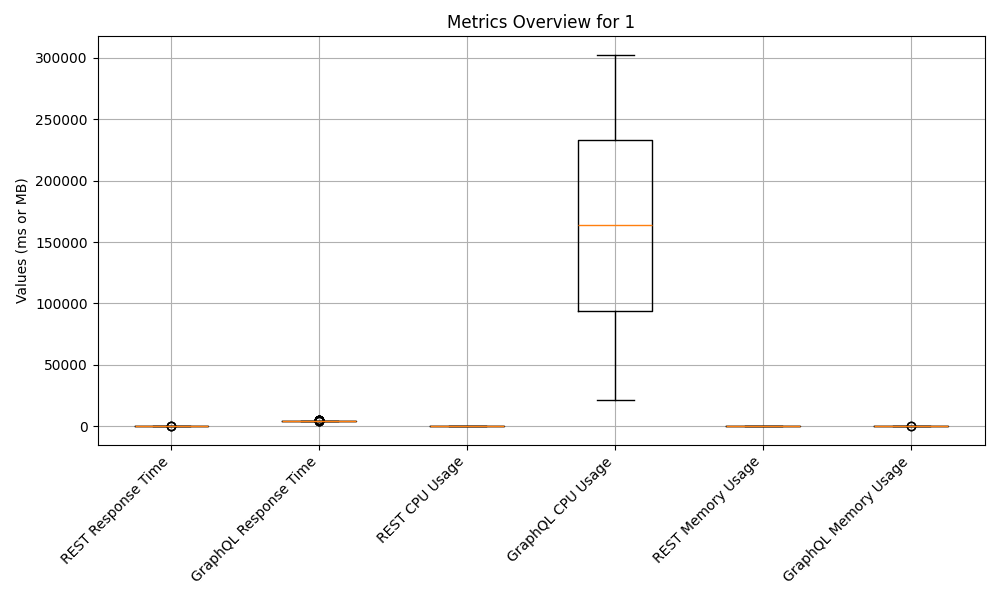 Metrics Overview for 1
Values (ms or MB)
300000
250000
200000
150000
100000
50000
0
REST Response Time
GraphQL Response Time
REST CPU Usage
GraphQL CPU Usage
REST Memory Usage
GraphQL Memory Usage